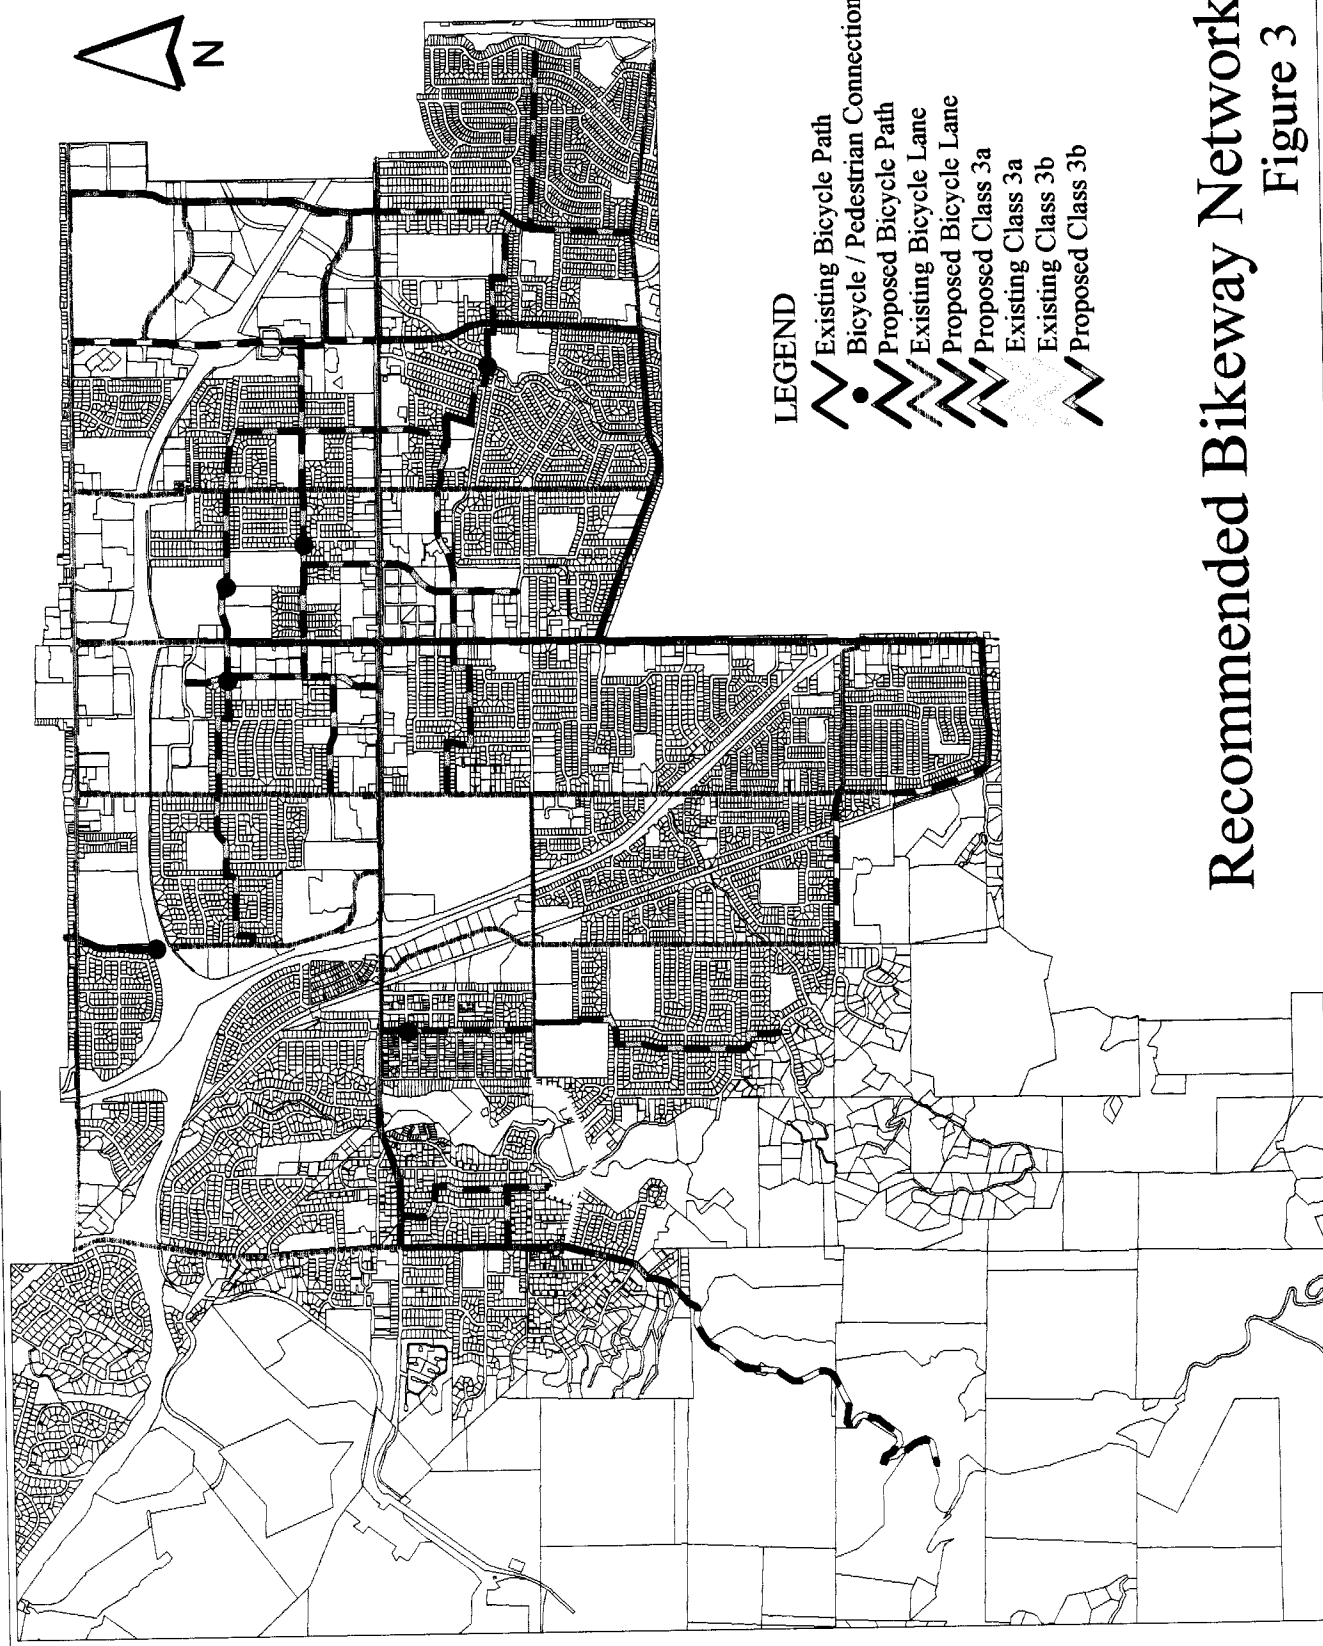 N
LEGEND
Existing Bicycle Path
Bicycle / Pedestrian Connection
Proposed Bicycle Path
Existing Bicycle Lane
Proposed Bicycle Lane
Proposed Class 3a
Existing Class 3a
Existing Class 3b
Proposed Class 3b
Recommended Bikeway Network
Figure 3